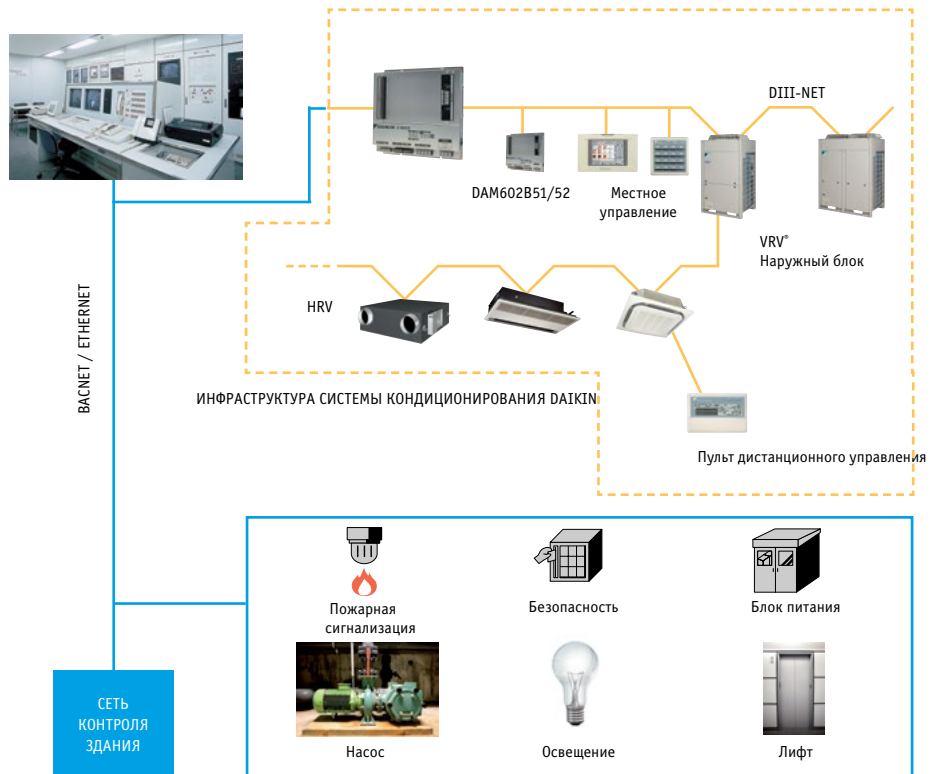 DIII-NET
DAM602B51/52
Местное
управление
VRV®
Наружный блок
HRV
BACNET / ETHERNET
ИНФРАСТРУКТУРА СИСТЕМЫ КОНДИЦИОНИРОВАНИЯ DAIKIN
Пульт дистанционного управления
Пожарная
сигнализация
Безопасность
Блок питания
СЕТЬ
КОНТРОЛЯ
ЗДАНИЯ
Насос
Освещение
Лифт